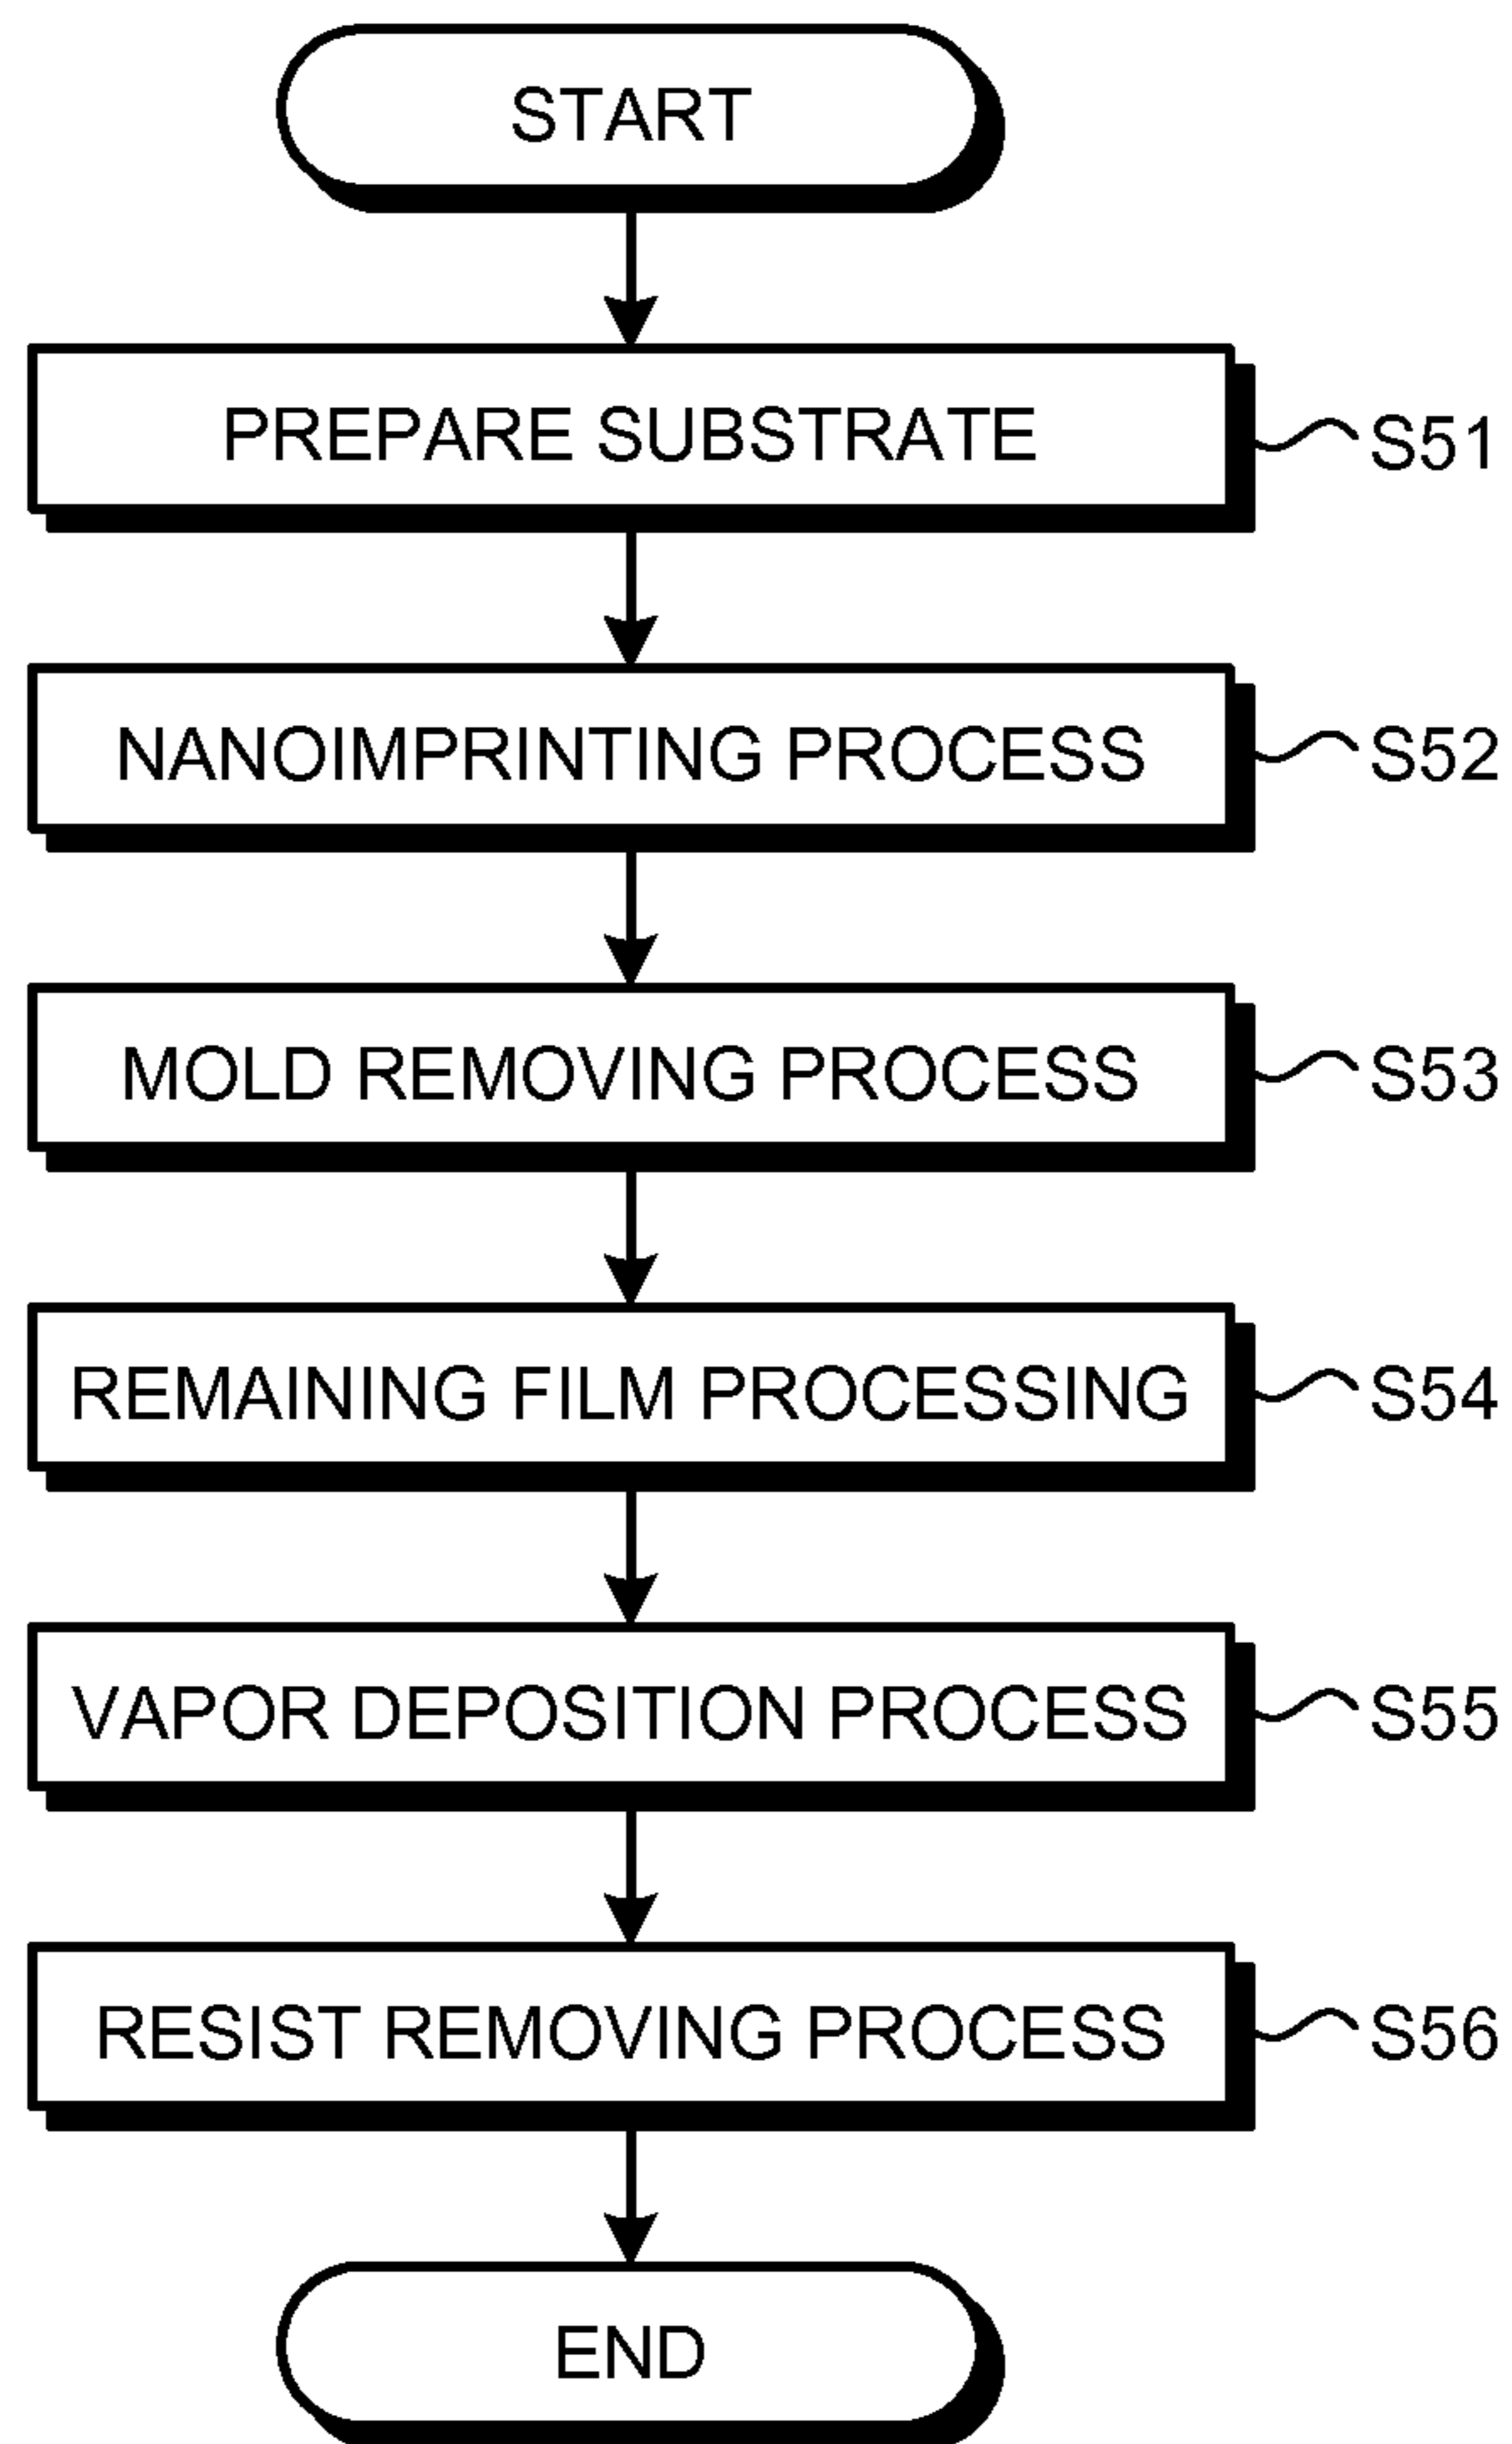 START
PREPARE SUBSTRATE S51
NANOIMPRINTING PROCESS S52
MOLD REMOVING PROCESS S53
REMAINING FILM PROCESSING S54
VAPOR DEPOSITION PROCESS S55
RESIST REMOVING PROCESS S56
END